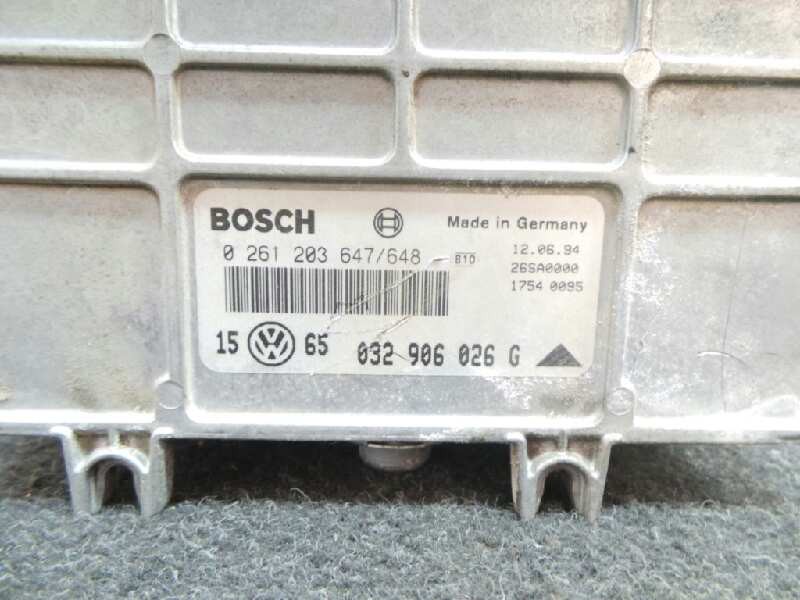 BOSCH Made in Germany
0 261 203 647/648 B10 12.06.94
26SA0000
1754 0095
15 VW 65 032 906 026 G